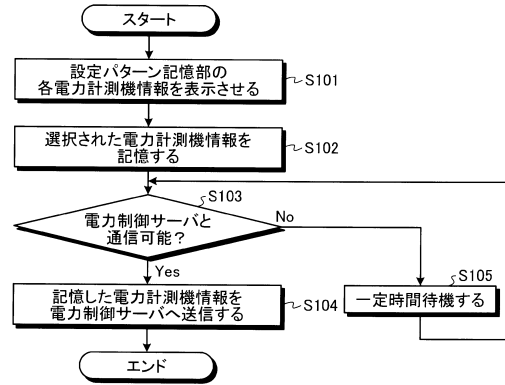 スタート
設定パターン記憶部の
各電力計測機情報を表示させる
S101
選択された電力計測機情報を
記憶する
S102
S103
電力制御サーバと
通信可能？
No
Yes
S105
一定時間待機する
記憶した電力計測機情報を
電力制御サーバへ送信する
S104
エンド